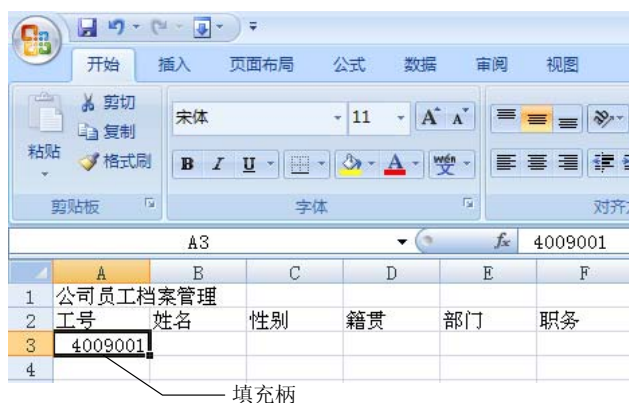 开始 插入 页面布局 公式 数据 审阅 视图
剪切
复制
粘贴
格式刷
宋体 11 A A
B I U A wén 文
剪贴板 字体 对齐
A3 fx 4009001
A B C D E F
1 公司员工档案管理
2 工号 姓名 性别 籍贯 部门 职务
3 4009001
4
填充柄